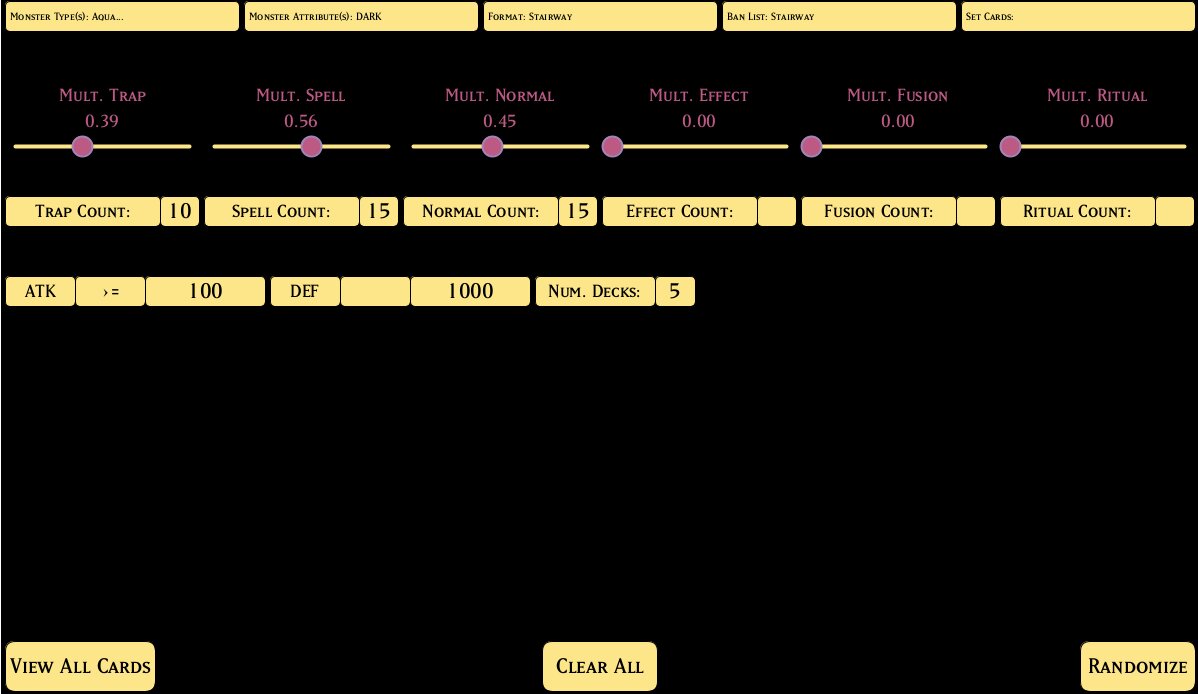 Monster Type(s): Aqua... Monster Attribute(s): DARK Format: Stairway Ban List: Stairway Set Cards:
Mult. Trap Mult. Spell Mult. Normal Mult. Effect Mult. Fusion Mult. Ritual
0.39 0.56 0.45 0.00 0.00 0.00
Trap Count: 10 Spell Count: 15 Normal Count: 15 Effect Count: Fusion Count: Ritual Count:
ATK >= 100 DEF 1000 Num. Decks: 5
View All Cards Clear All Randomize